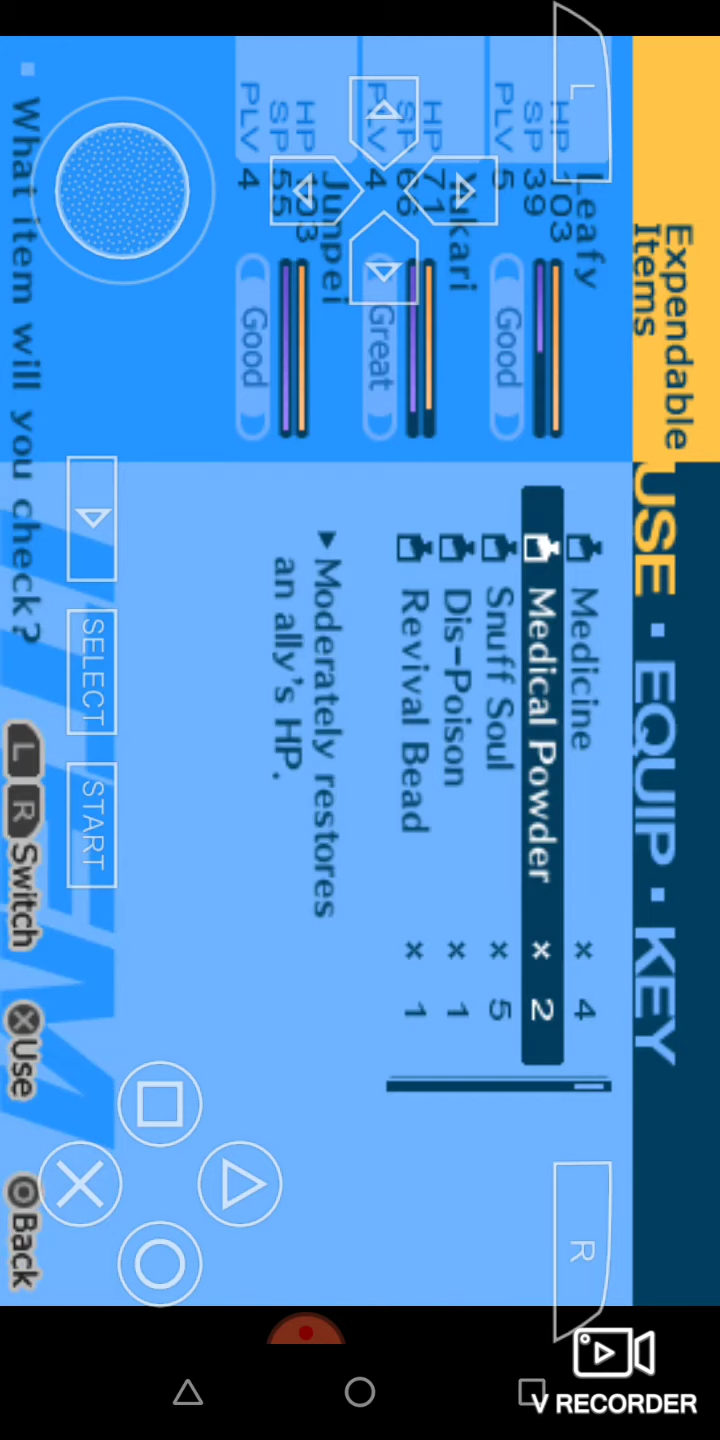 Expendable
Items
USE · EQUIP · KEY
L
R
Leafy
HP 103
SP 39
PLV 5
Good
Yukari
HP 71
SP 66
PLV 4
Great
Junpei
HP 103
SP 55
PLV 4
Good
Medicine × 4
Medical Powder × 2
Snuff Soul × 5
Dis-Poison × 1
Revival Bead × 1
Moderately restores
an ally's HP.
SELECT START
What item will you check?
L R Switch Use Back
V RECORDER